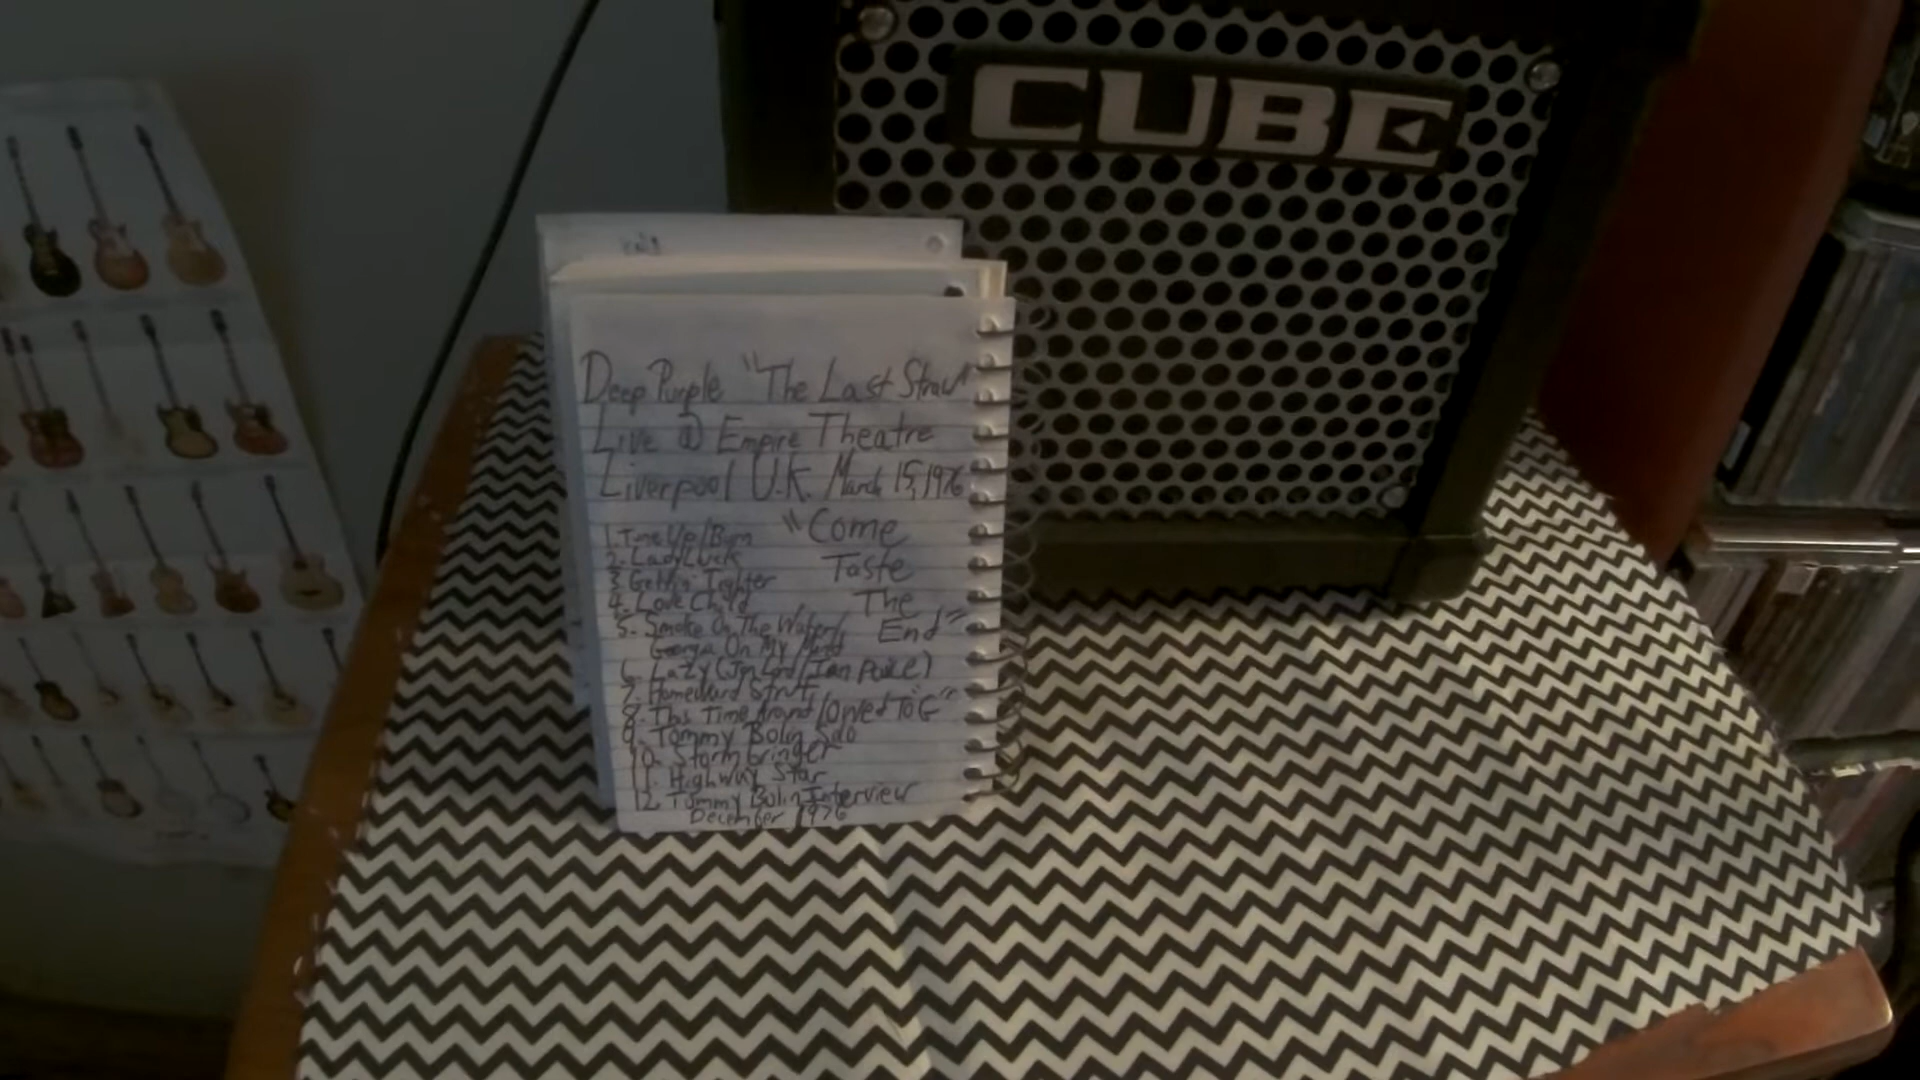 CUBE
Deep Purple "The Last Straw"
Live @ Empire Theatre
Liverpool U.K. March 15, 1976
"Come
Taste
The
End"
1. Time Up/Burn
2. Lady Luck
3. Gettin' Tighter
4. Love Child
5. Smoke On The Water/
Georgia On My Mind
6. Lazy (Jon Lord/Ian Paice)
7. Homeward Strut
8. This Time Around/Owed To "G"
9. Tommy Bolin Solo
10. Stormbringer
11. Highway Star
12. Tommy Bolin Interview
December 1976